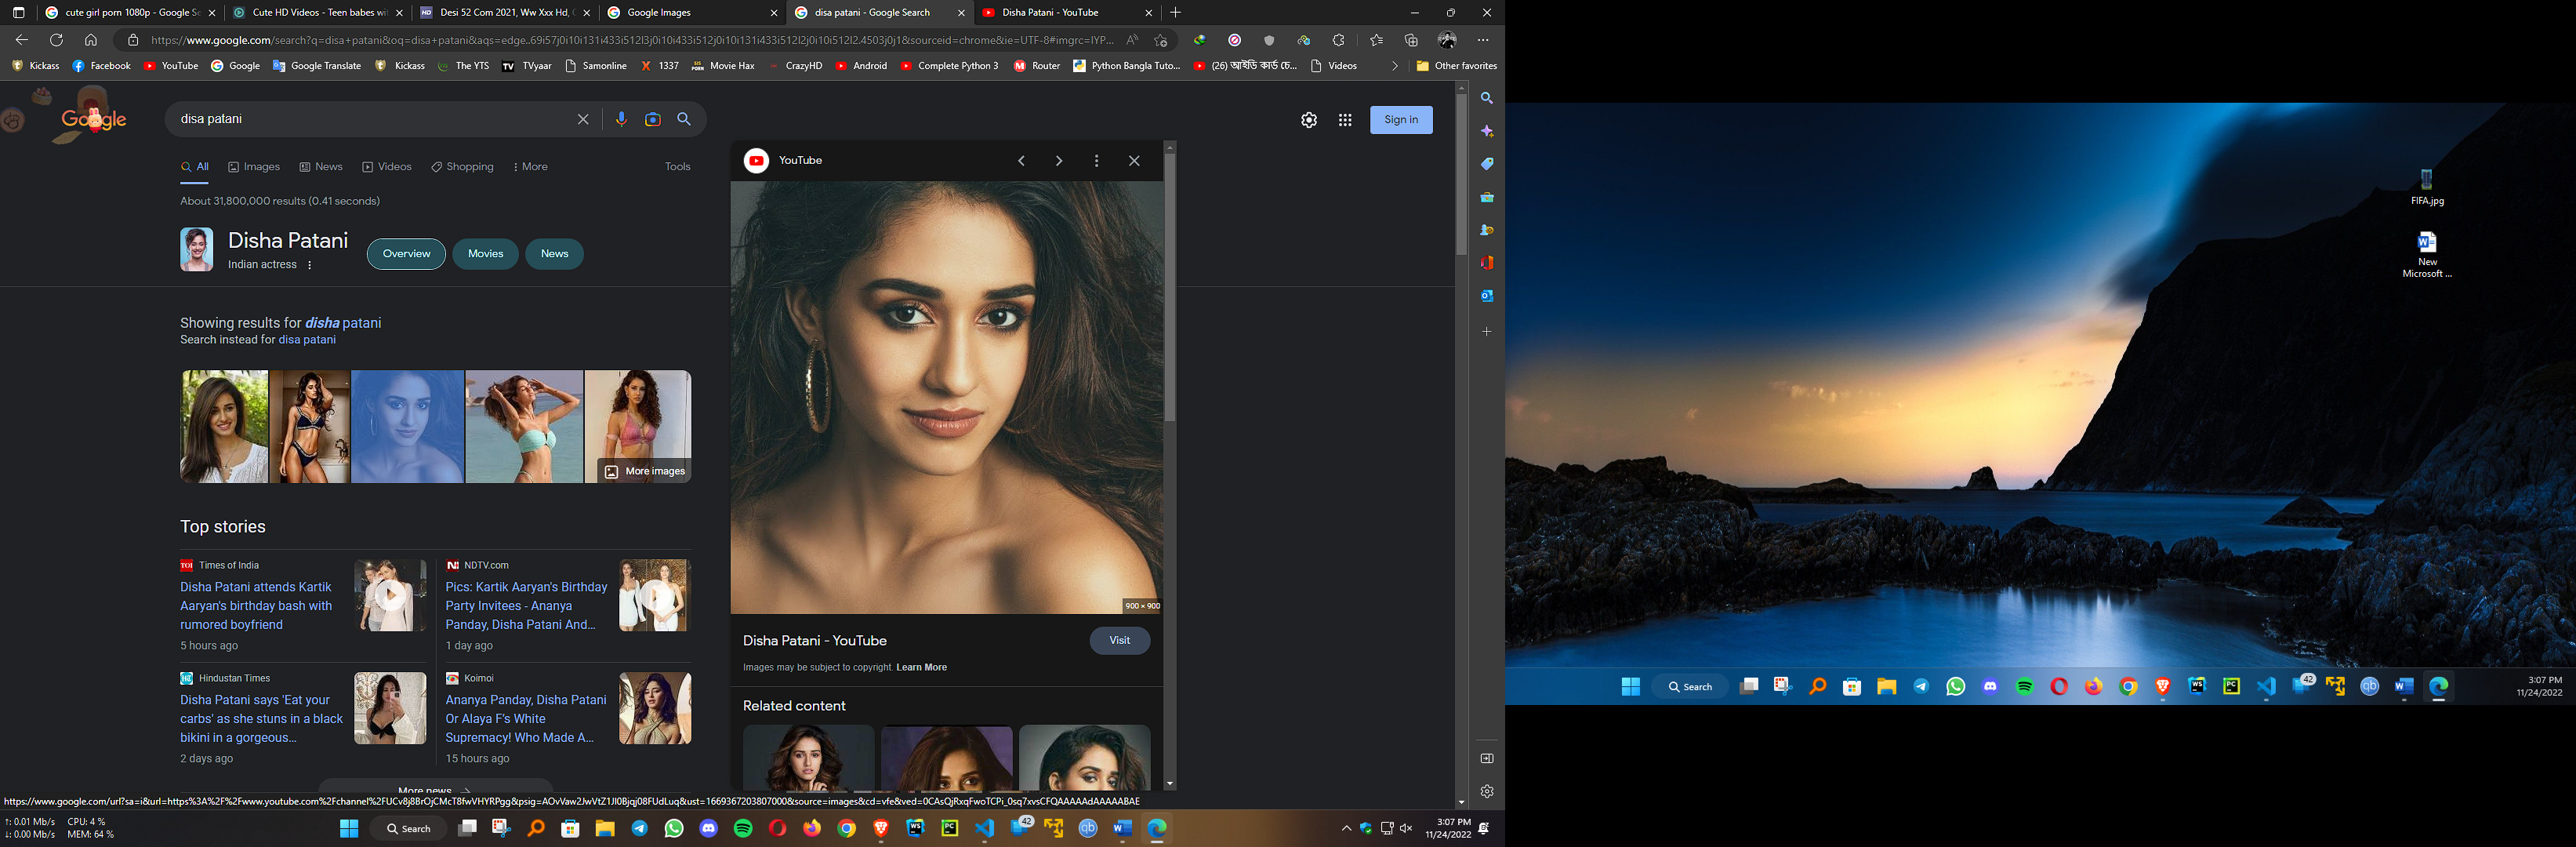 cute girl porn 1080p - Google Se
Cute HD Videos - Teen babes wi
Desi 52 Com 2021, Ww Xxx Hd,
Google Images
disa patani - Google Search
Disha Patani - YouTube
https://www.google.com/search?q=disa+patani&oq=disa+patani&aqs=edge..69i57j0i10i131i433i512l3j0i10i433i512j0i10i131i433i512l2j0i10i512l2.4503j0j1&sourceid=chrome&ie=UTF-8#imgrc=IYP...
Kickass
Facebook
YouTube
Google
Google Translate
Kickass
The YTS
TVyaar
Samonline
1337
Movie Hax
CrazyHD
Android
Complete Python 3
Router
Python Bangla Tuto...
(26) আইডি কার্ড চে...
Videos
Other favorites
Google
disa patani
Sign in
All
Images
News
Videos
Shopping
More
Tools
About 31,800,000 results (0.41 seconds)
Disha Patani
Indian actress
Overview
Movies
News
Showing results for disha patani
Search instead for disa patani
More images
Top stories
Times of India
Disha Patani attends Kartik
Aaryan's birthday bash with
rumored boyfriend
5 hours ago
NDTV.com
Pics: Kartik Aaryan's Birthday
Party Invitees - Ananya
Panday, Disha Patani And...
1 day ago
Hindustan Times
Disha Patani says 'Eat your
carbs' as she stuns in a black
bikini in a gorgeous...
2 days ago
Koimoi
Ananya Panday, Disha Patani
Or Alaya F's White
Supremacy! Who Made A...
15 hours ago
More news
YouTube
900 × 900
Disha Patani - YouTube
Visit
Images may be subject to copyright. Learn More
Related content
https://www.google.com/url?sa=i&url=https%3A%2F%2Fwww.youtube.com%2Fchannel%2FUCv8j8BrOjCMcT8fwVHYRPgg&psig=AOvVaw2JwVtZ1Jl0Bjqj08FUdLuq&ust=1669367203807000&source=images&cd=vfe&ved=0CAsQjRxqFwoTCPi_0sq7xvsCFQAAAAAdAAAAABAE
↑: 0.01 Mb/s
↓: 0.00 Mb/s
CPU: 4 %
MEM: 64 %
Search
42
3:07 PM
11/24/2022
FIFA.jpg
New
Microsoft ...
Search
42
3:07 PM
11/24/2022